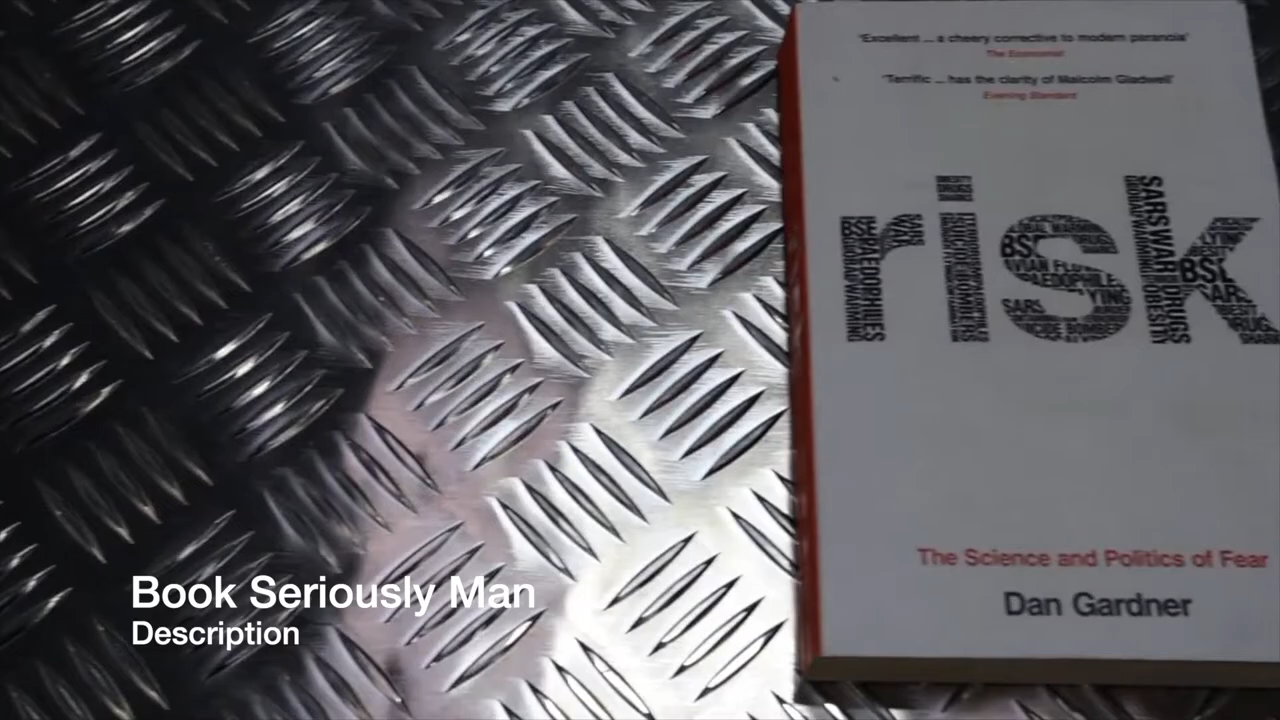 'Excellent ... a cheery corrective to modern paranoia'
The Economist
'Terrific ... has the clarity of Malcolm Gladwell'
Evening Standard
risk
The Science and Politics of Fear
Dan Gardner
Book Seriously Man
Description